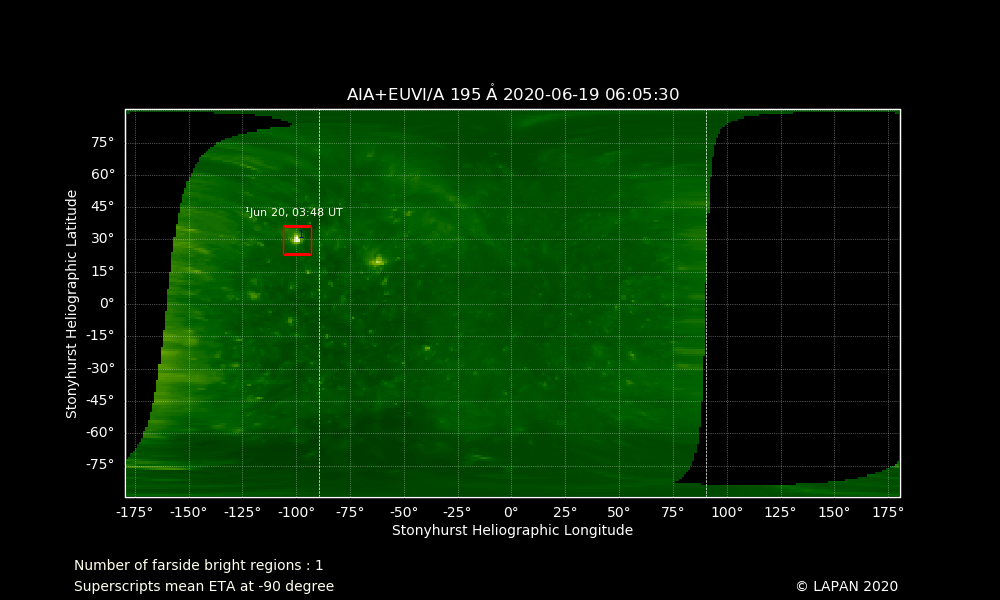 AIA+EUVI/A 195 Å 2020-06-19 06:05:30
75°
60°
45°
30°
15°
0°
-15°
-30°
-45°
-60°
-75°
Stonyhurst Heliographic Latitude
¹Jun 20, 03:48 UT
-175° -150° -125° -100° -75° -50° -25° 0° 25° 50° 75° 100° 125° 150° 175°
Stonyhurst Heliographic Longitude
Number of farside bright regions : 1
Superscripts mean ETA at -90 degree
© LAPAN 2020